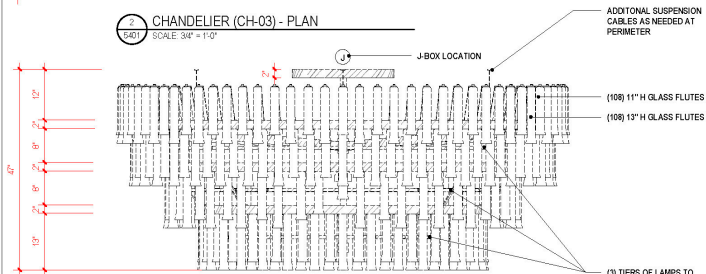 2
5401
CHANDELIER (CH-03) - PLAN
SCALE: 3/4" = 1'-0"
ADDITONAL SUSPENSION
CABLES AS NEEDED AT
PERIMETER
J
J-BOX LOCATION
2"
(108) 11" H GLASS FLUTES
(108) 13" H GLASS FLUTES
47"
12"
2"
8"
2"
8"
2"
13"
(3) TIERS OF LAMPS TO